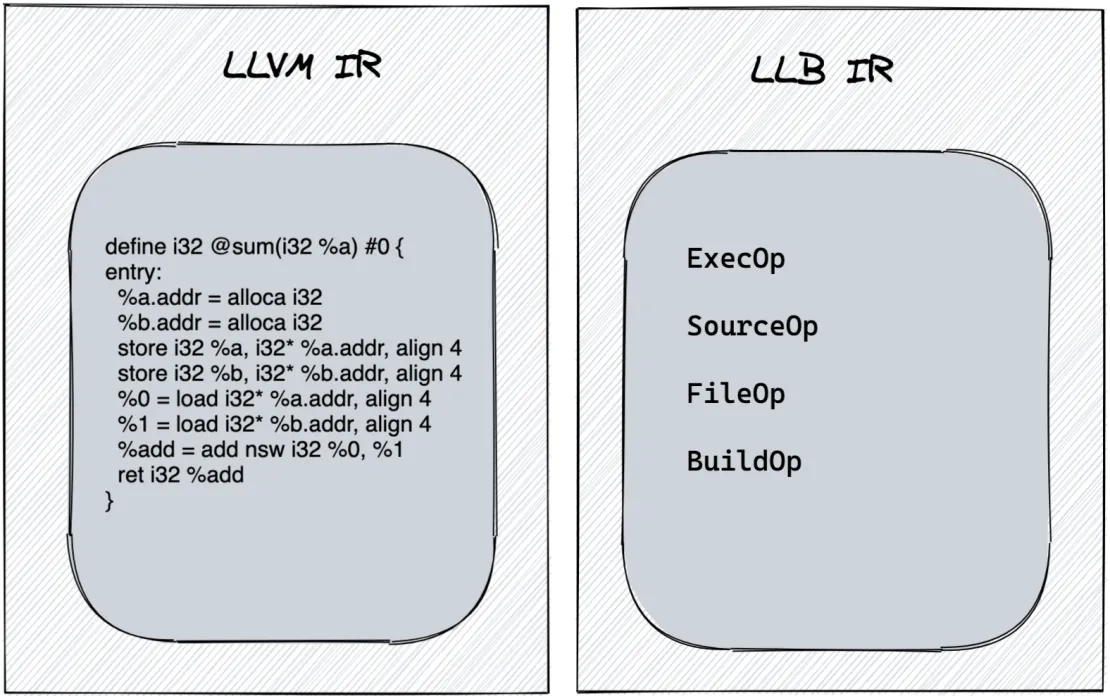 LLVM IR
define i32 @sum(i32 %a) #0 {
entry:
%a.addr = alloca i32
%b.addr = alloca i32
store i32 %a, i32* %a.addr, align 4
store i32 %b, i32* %b.addr, align 4
%0 = load i32* %a.addr, align 4
%1 = load i32* %b.addr, align 4
%add = add nsw i32 %0, %1
ret i32 %add
}
LLB IR
ExecOp
SourceOp
FileOp
BuildOp